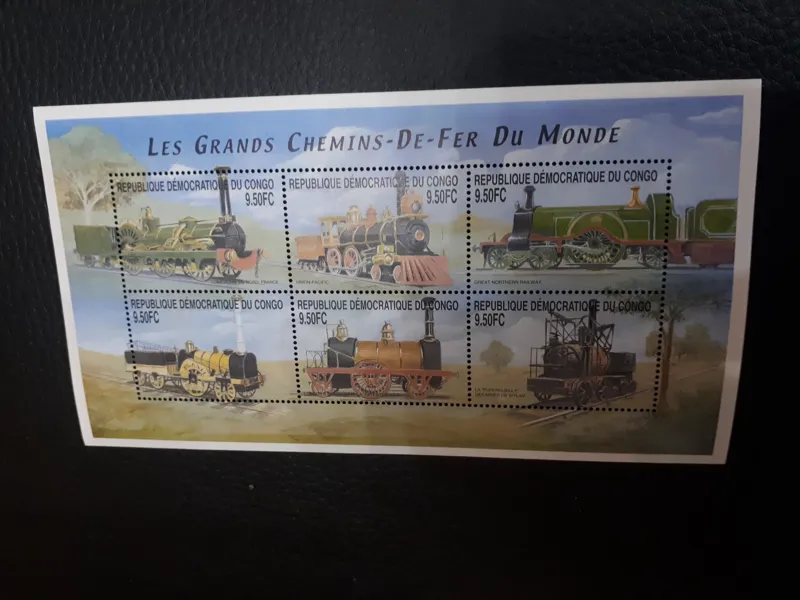 LES GRANDS CHEMINS-DE-FER DU MONDE
REPUBLIQUE DÉMOCRATIQUE DU CONGO
9.50FC
REPUBLIQUE DÉMOCRATIQUE DU CONGO
9.50FC
UNION PACIFIC
REPUBLIQUE DÉMOCRATIQUE DU CONGO
9.50FC
GREAT NORTHERN RAILWAY
REPUBLIQUE DÉMOCRATIQUE DU CONGO
9.50FC
REPUBLIQUE DÉMOCRATIQUE DU CONGO
9.50FC
REPUBLIQUE DÉMOCRATIQUE DU CONGO
9.50FC